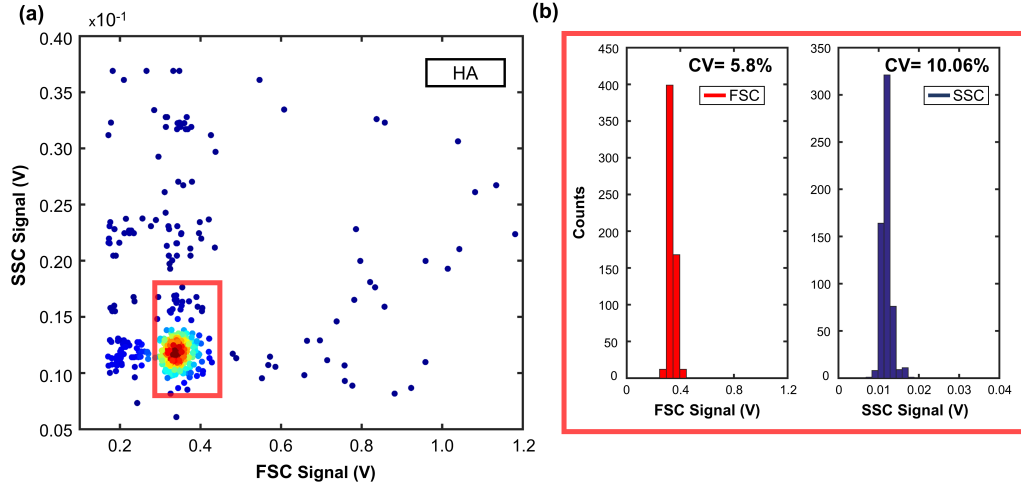 (a)
x10⁻¹
0.40
0.35
0.30
0.25
0.20
0.15
0.10
0.05
SSC Signal (V)
HA
0.2 0.4 0.6 0.8 1.0 1.2
FSC Signal (V)
(b)
450
400
350
300
250
200
150
100
50
0
Counts
CV= 5.8%
FSC
0 0.4 0.8 1.2
FSC Signal (V)
350
300
250
200
150
100
50
0
CV= 10.06%
SSC
0 0.01 0.02 0.03 0.04
SSC Signal (V)